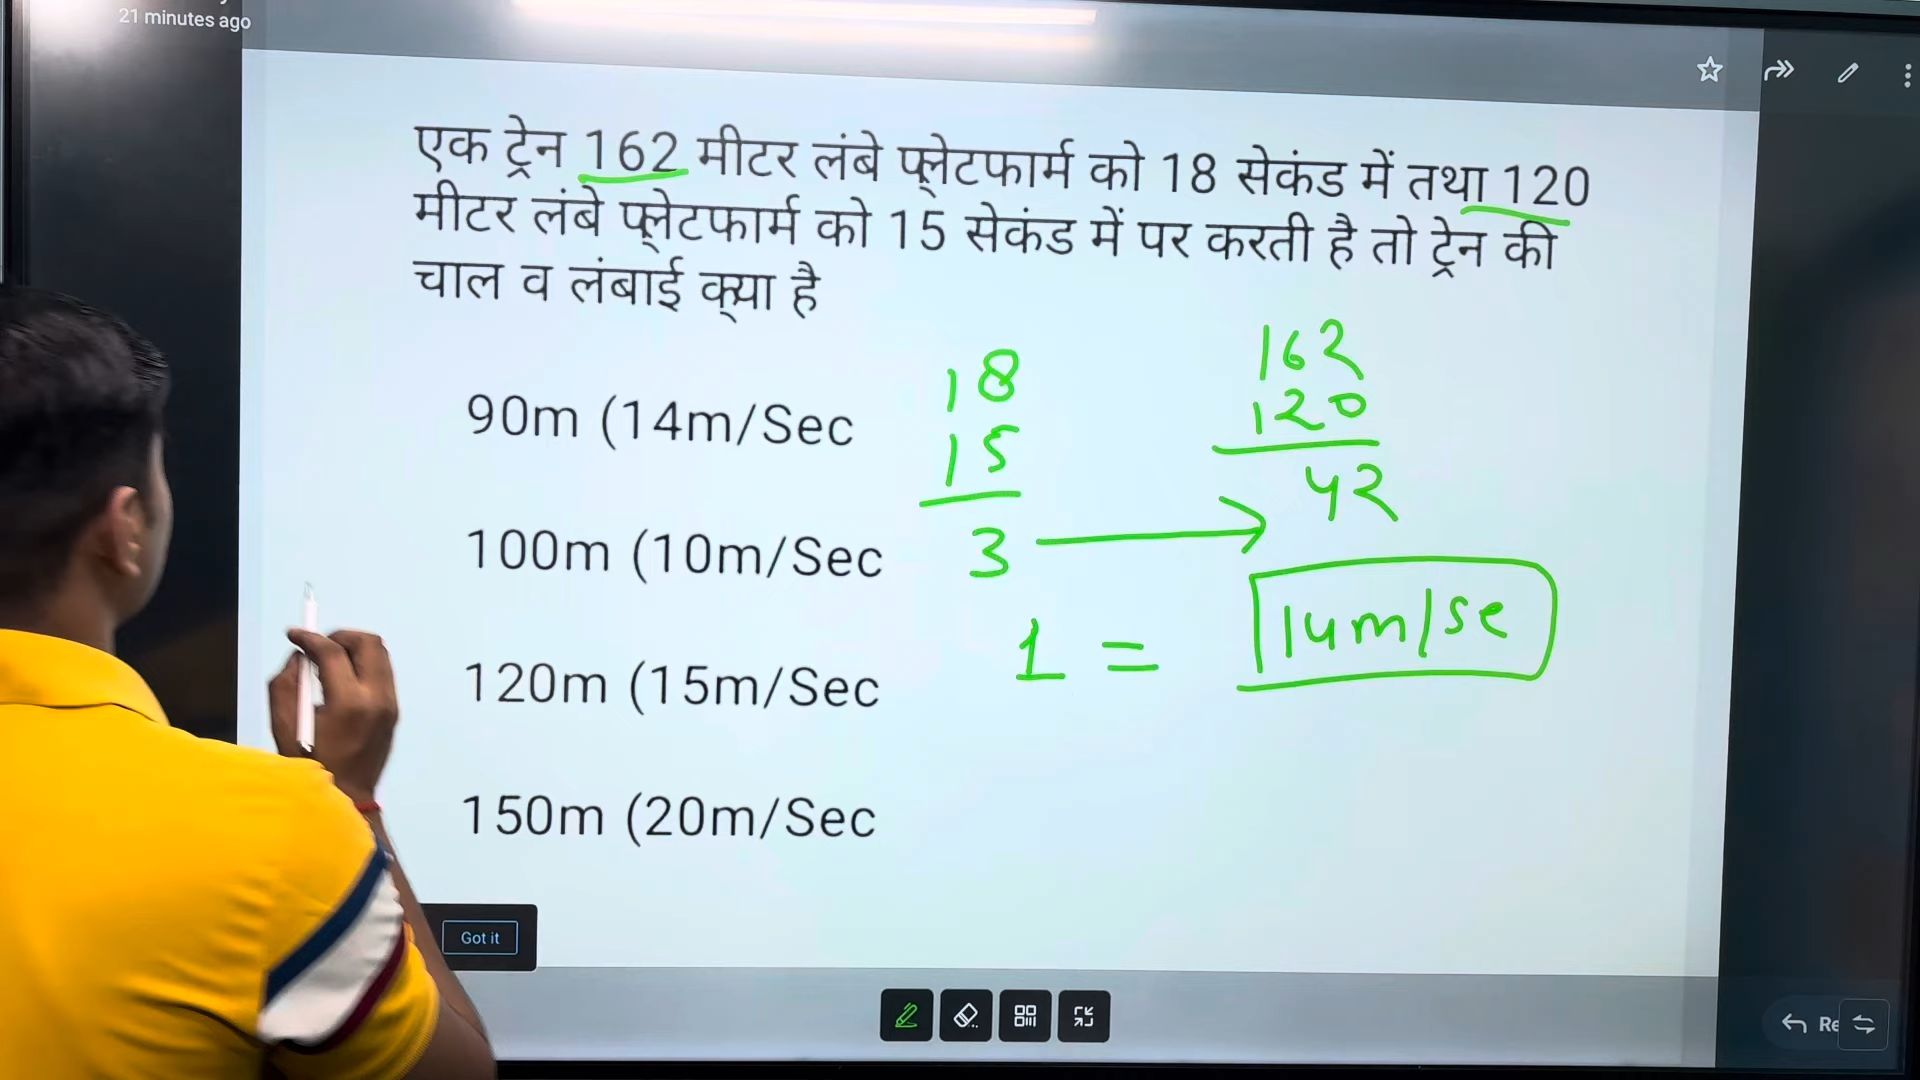 21 minutes ago
एक ट्रेन 162 मीटर लंबे प्लेटफार्म को 18 सेकंड में तथा 120
मीटर लंबे प्लेटफार्म को 15 सेकंड में पर करती है तो ट्रेन की
चाल व लंबाई क्या है
90m (14m/Sec
100m (10m/Sec
120m (15m/Sec
150m (20m/Sec
18
15
3
1 =
162
120
42
14m/se
Got it